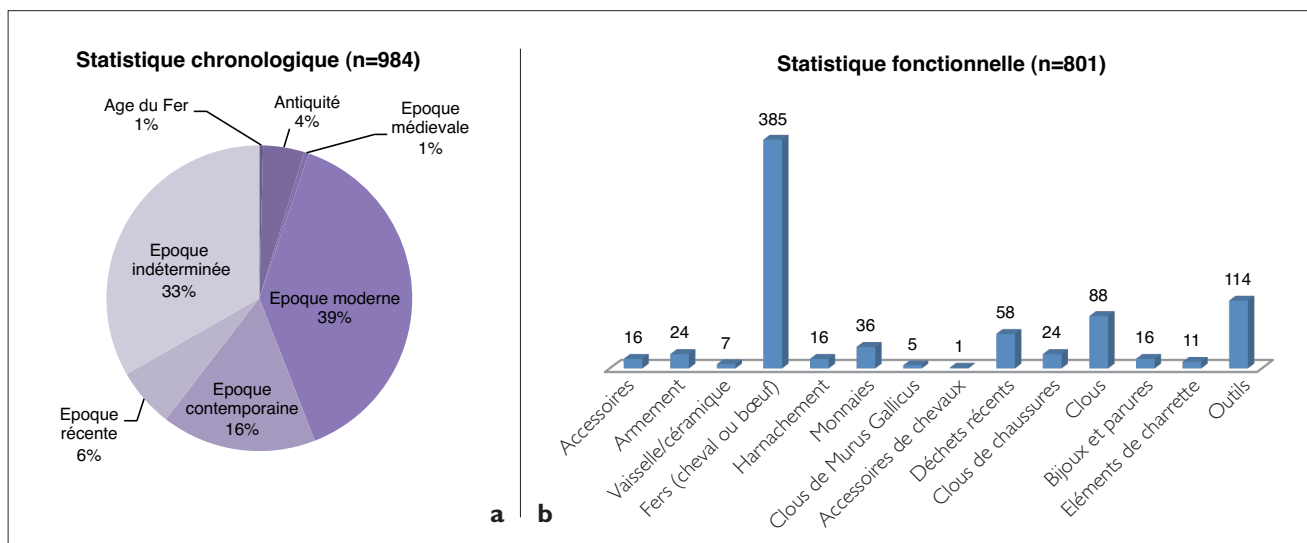 Statistique chronologique (n=984)
Age du Fer
1%
Antiquité
4%
Epoque
médievale
1%
Epoque
indéterminée
33%
Epoque moderne
39%
Epoque
contemporaine
16%
Epoque
récente
6%
a
b
Statistique fonctionnelle (n=801)
16
24
7
385
16
36
5
1
58
24
88
16
11
114
Accessoires
Armement
Vaisselle/céramique
Fers (cheval ou bœuf)
Harnachement
Monnaies
Clous de Murus Gallicus
Accessoires de chevaux
Déchets récents
Clous de chaussures
Clous
Bijoux et parures
Eléments de charrette
Outils